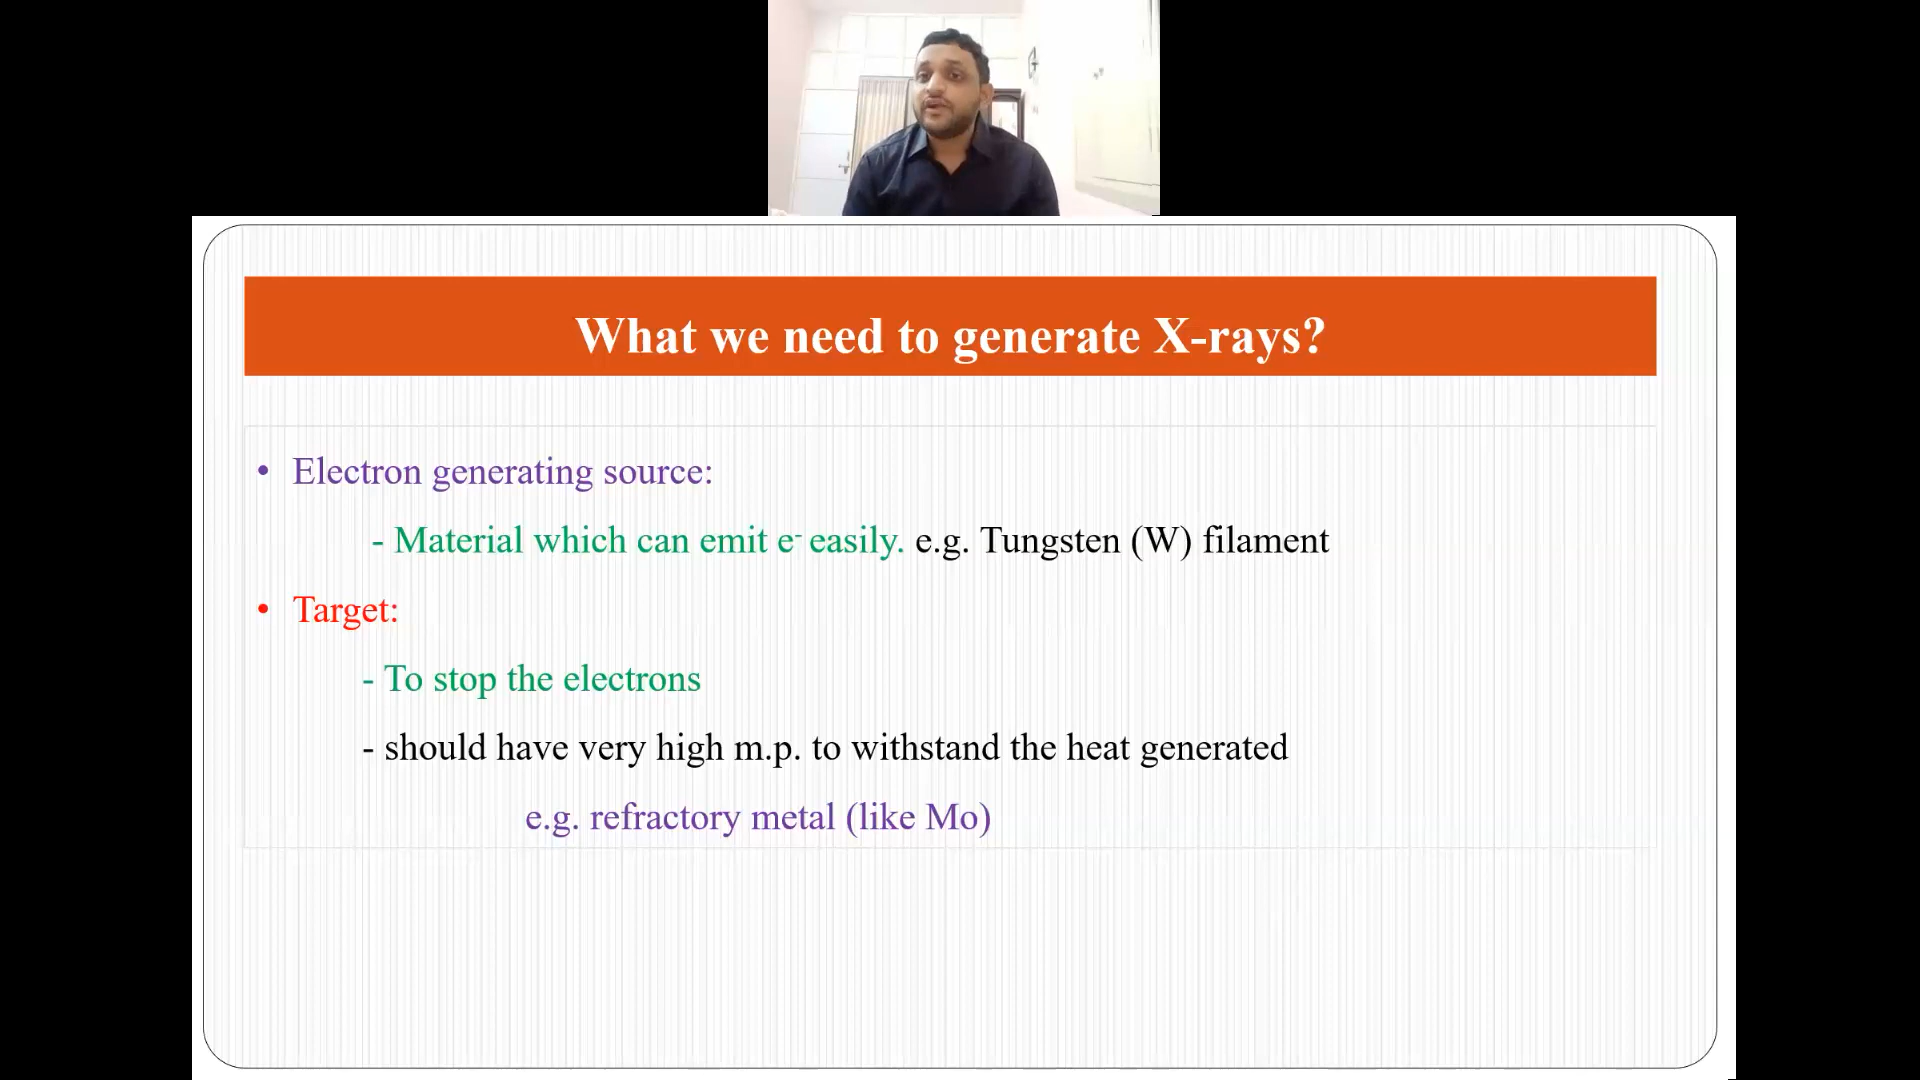 What we need to generate X-rays?
• Electron generating source:
- Material which can emit e⁻ easily. e.g. Tungsten (W) filament
• Target:
- To stop the electrons
- should have very high m.p. to withstand the heat generated
e.g. refractory metal (like Mo)